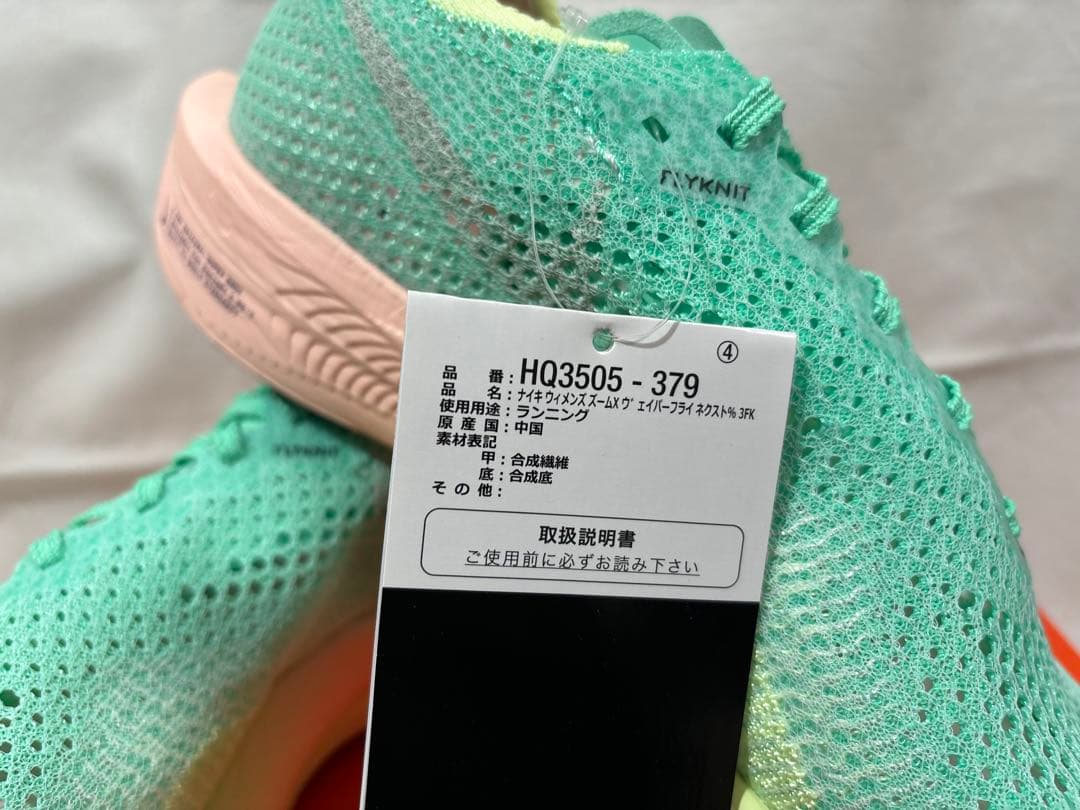 FLYKNIT
④
品 番：HQ3505 - 379
品 名：ナイキ ウィメンズ ズームX ヴェイパーフライ ネクスト% 3FK
使用用途：ランニング
原 産 国：中国
素材表記
甲：合成繊維
底：合成底
そ の 他：
取扱説明書
ご使用前に必ずお読み下さい
FLYKNIT